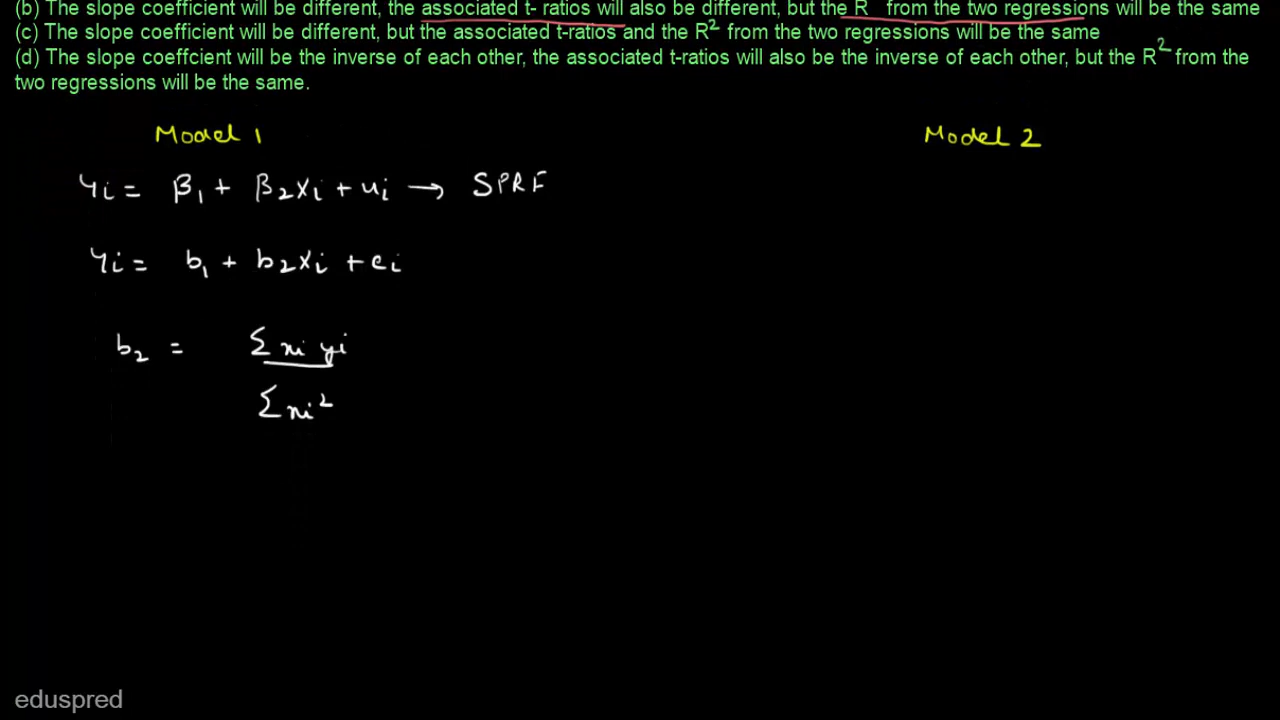 (b) The slope coefficient will be different, the associated t- ratios will also be different, but the R from the two regressions will be the same
(c) The slope coefficient will be different, but the associated t-ratios and the R² from the two regressions will be the same
(d) The slope coeffcient will be the inverse of each other, the associated t-ratios will also be the inverse of each other, but the R² from the
two regressions will be the same.
Model 1
Model 2
Yi = β₁ + β₂Xi + ui → SPRF
Yi = b₁ + b₂Xi + ei
b₂ = Σ xi yi
Σ xi²
eduspred